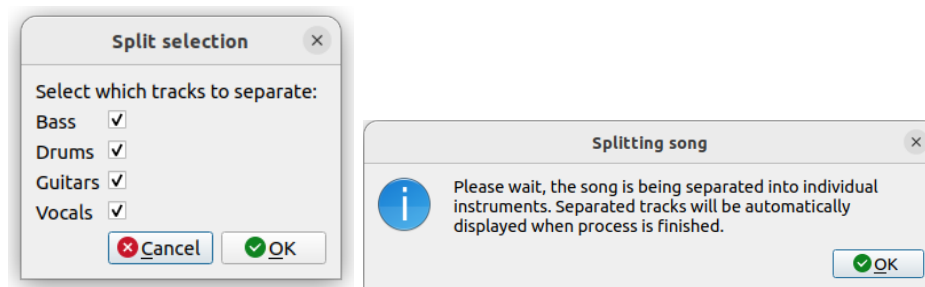 Split selection
Select which tracks to separate:
Bass
Drums
Guitars
Vocals
Cancel
OK
Splitting song
Please wait, the song is being separated into individual
instruments. Separated tracks will be automatically
displayed when process is finished.
OK